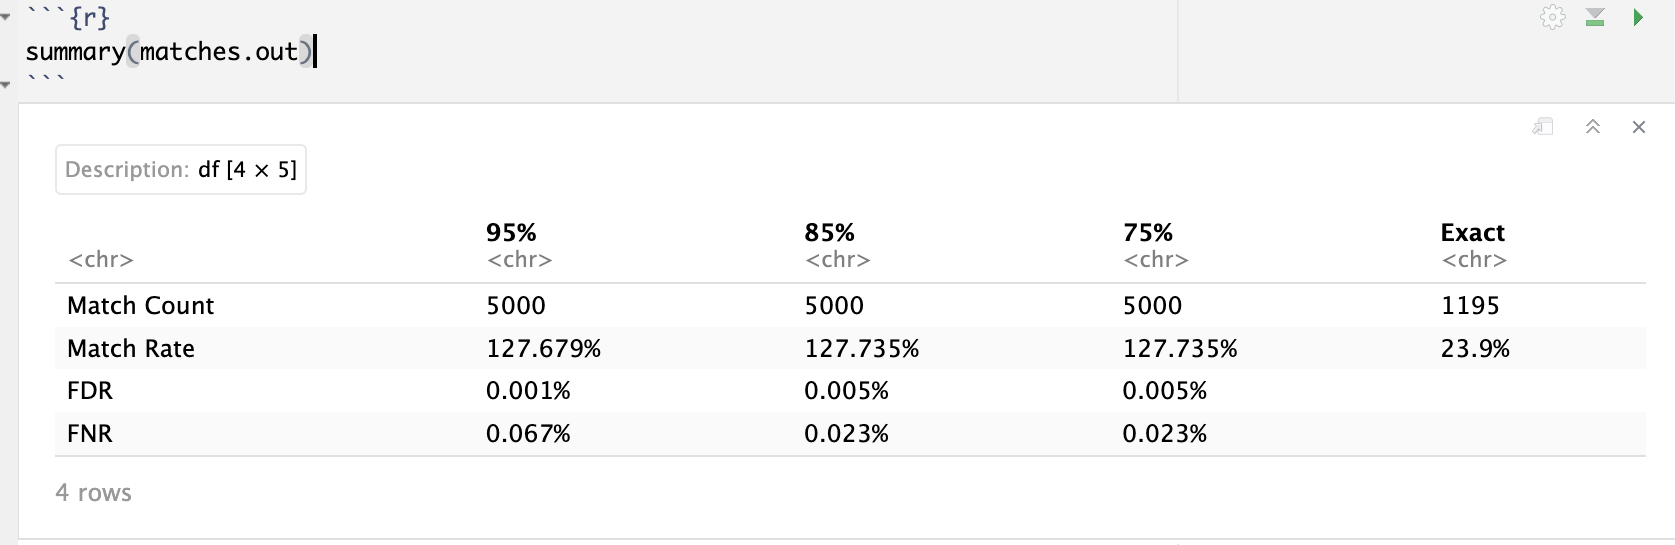 ```{r}
summary(matches.out)
```
Description: df [4 × 5]
95% 85% 75% Exact
<chr> <chr> <chr> <chr> <chr>
Match Count 5000 5000 5000 1195
Match Rate 127.679% 127.735% 127.735% 23.9%
FDR 0.001% 0.005% 0.005%
FNR 0.067% 0.023% 0.023%
4 rows